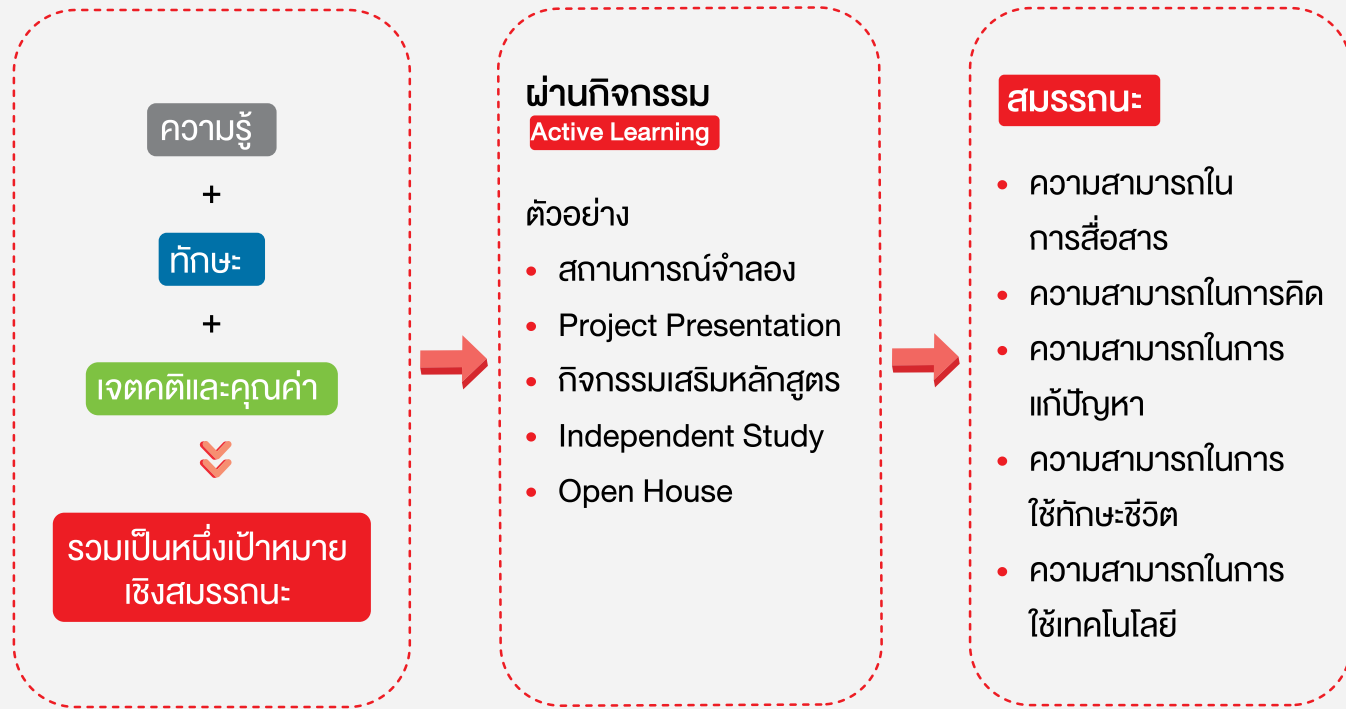 ความรู้
+
ทักษะ
+
เจตคติและคุณค่า
รวมเป็นหนึ่งเป้าหมาย
เชิงสมรรถนะ
ผ่านกิจกรรม
Active Learning
ตัวอย่าง
• สถานการณ์จำลอง
• Project Presentation
• กิจกรรมเสริมหลักสูตร
• Independent Study
• Open House
สมรรถนะ
• ความสามารถใน
การสื่อสาร
• ความสามารถในการคิด
• ความสามารถในการ
แก้ปัญหา
• ความสามารถในการ
ใช้ทักษะชีวิต
• ความสามารถในการ
ใช้เทคโนโลยี